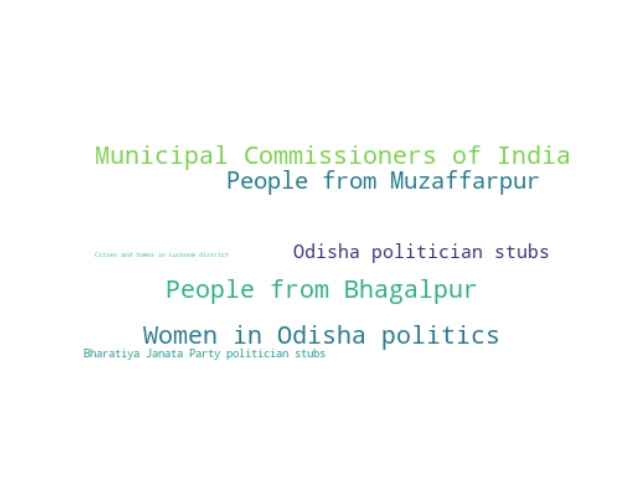 Municipal Commissioners of India
People from Muzaffarpur
Cities and towns in Lucknow district
Odisha politician stubs
People from Bhagalpur
Women in Odisha politics
Bharatiya Janata Party politician stubs